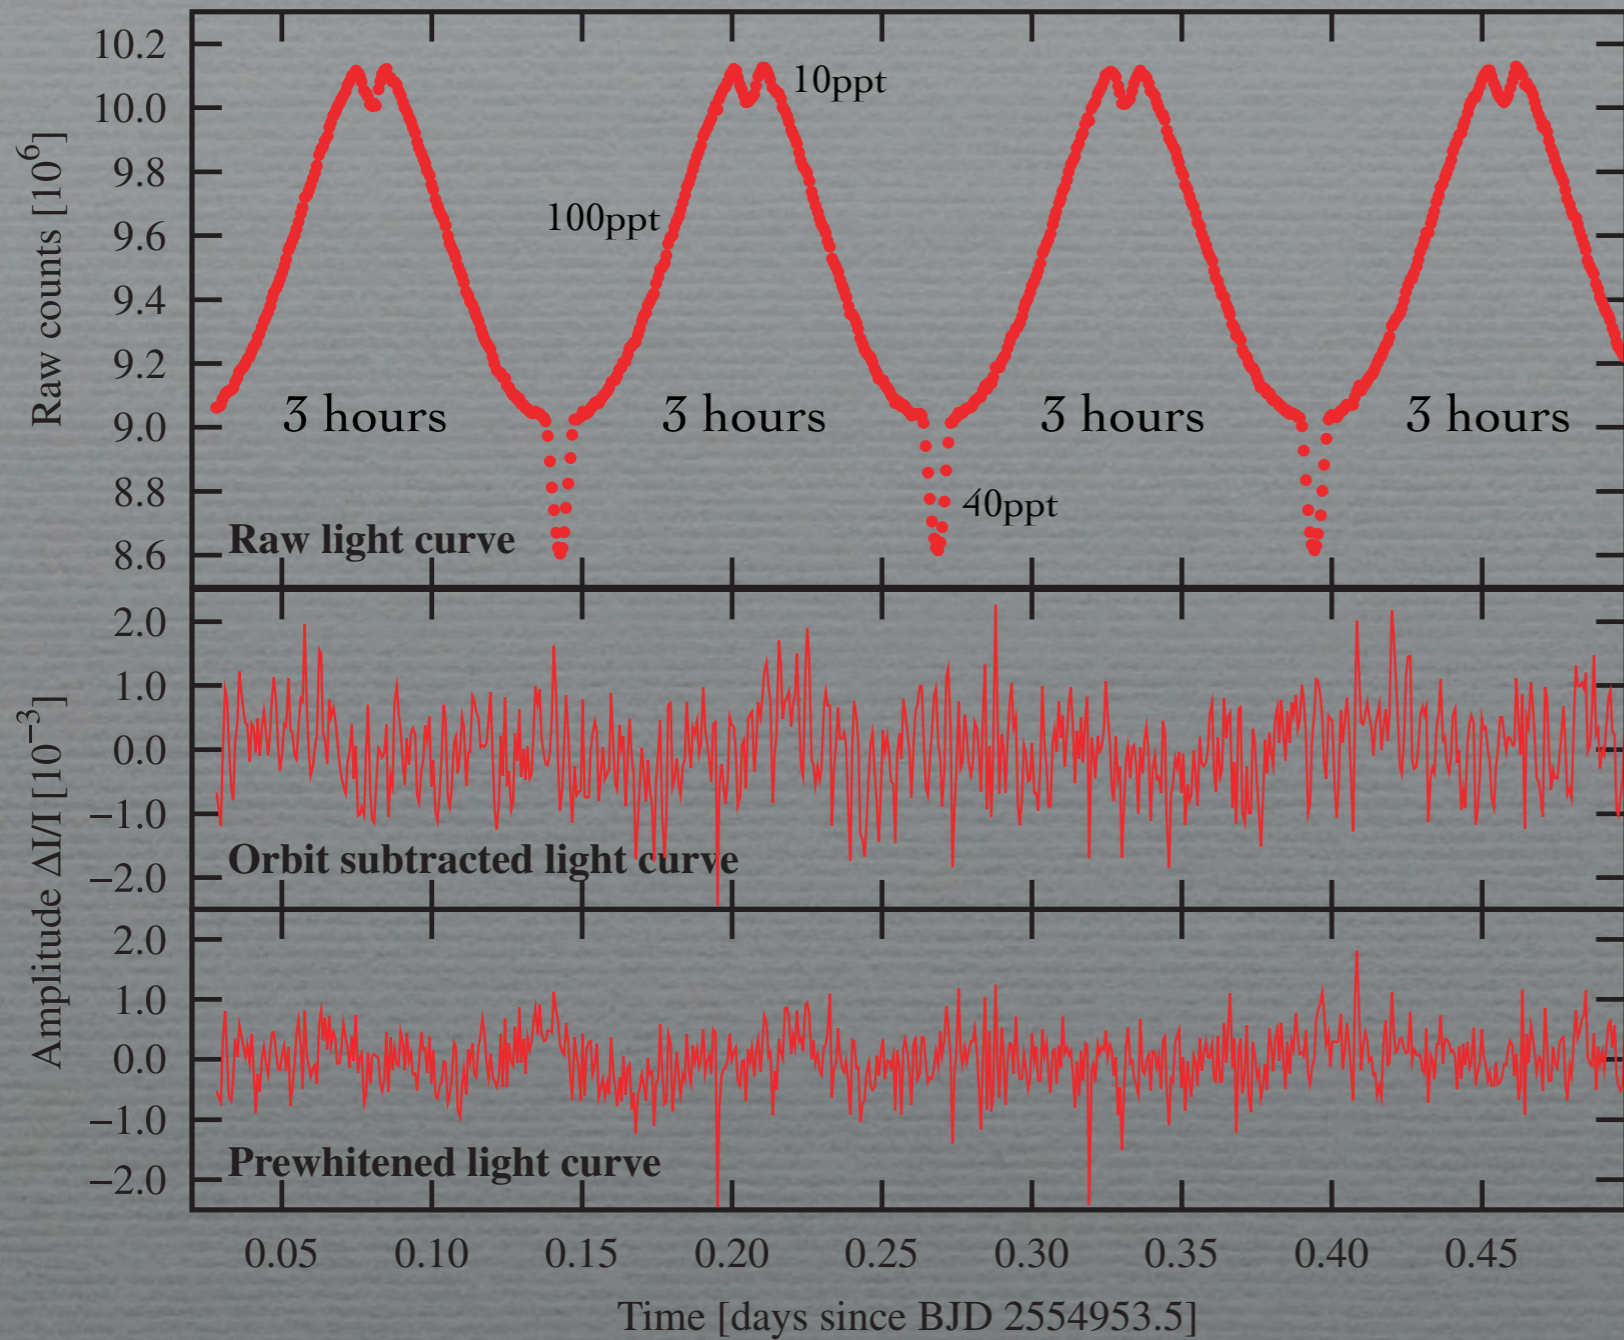 Raw counts [10⁶]
10.2
10.0
9.8
9.6
9.4
9.2
9.0
8.8
8.6
10ppt
100ppt
3 hours 3 hours 3 hours 3 hours
40ppt
Raw light curve
Amplitude ΔI/I [10⁻³]
2.0
1.0
0.0
−1.0
−2.0
Orbit subtracted light curve
2.0
1.0
0.0
−1.0
−2.0
Prewhitened light curve
0.05 0.10 0.15 0.20 0.25 0.30 0.35 0.40 0.45
Time [days since BJD 2554953.5]